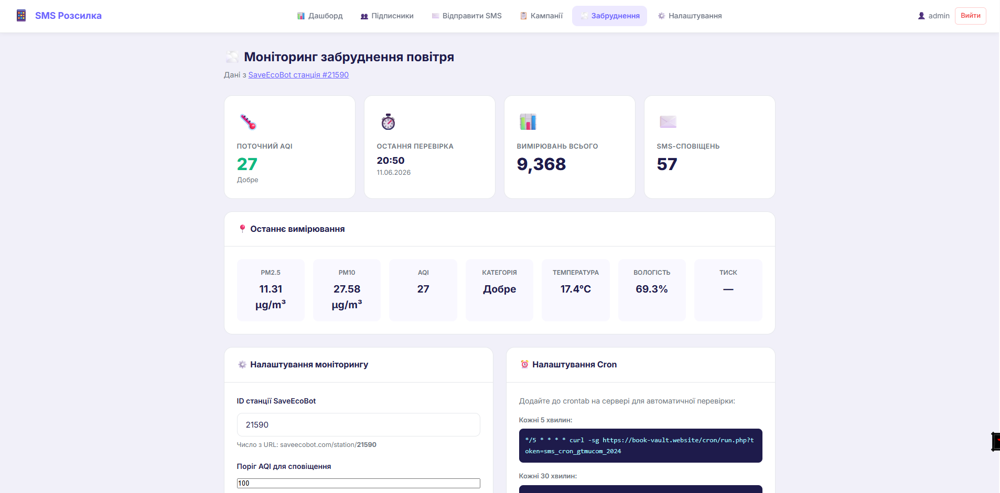 SMS Розсилка
Дашборд
Підписники
Відправити SMS
Кампанії
Забруднення
Налаштування
admin
Вийти
Моніторинг забруднення повітря
Дані з SaveEcoBot станція #21590
ПОТОЧНИЙ AQI
27
Добре
ОСТАННЯ ПЕРЕВІРКА
20:50
11.06.2026
ВИМІРЮВАНЬ ВСЬОГО
9,368
SMS-СПОВІЩЕНЬ
57
Останнє вимірювання
PM2.5
11.31
µg/m³
PM10
27.58
µg/m³
AQI
27
КАТЕГОРІЯ
Добре
ТЕМПЕРАТУРА
17.4°C
ВОЛОГІСТЬ
69.3%
ТИСК
—
Налаштування моніторингу
ID станції SaveEcoBot
21590
Число з URL: saveecobot.com/station/21590
Поріг AQI для сповіщення
100
Налаштування Cron
Додайте до crontab на сервері для автоматичної перевірки:
Кожні 5 хвилин:
*/5 * * * * curl -sg https://book-vault.website/cron/run.php?t
oken=sms_cron_gtmucom_2024
Кожні 30 хвилин: